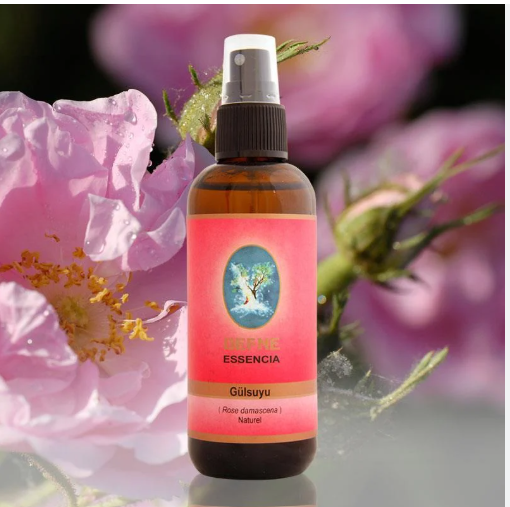 DEFNE
ESSENCIA
Gülsuyu
( Rose damascena )
Naturel